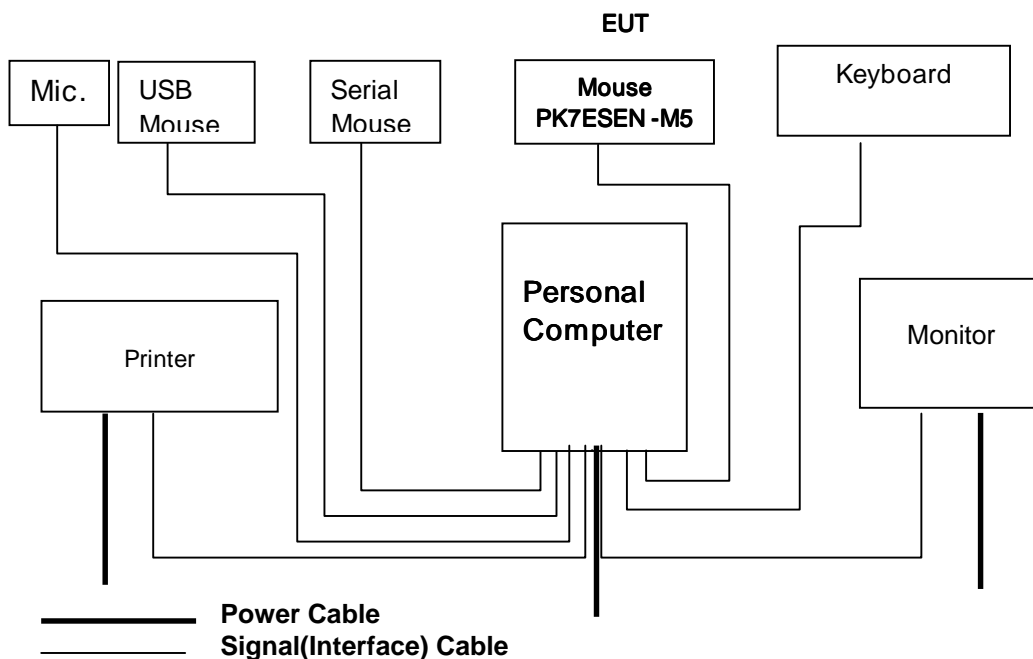 EUT
Mic.
USB
Mouse
Serial
Mouse
Mouse
PK7ESEN -M5
Keyboard
Personal
Computer
Printer
Monitor
Power Cable
Signal(Interface) Cable